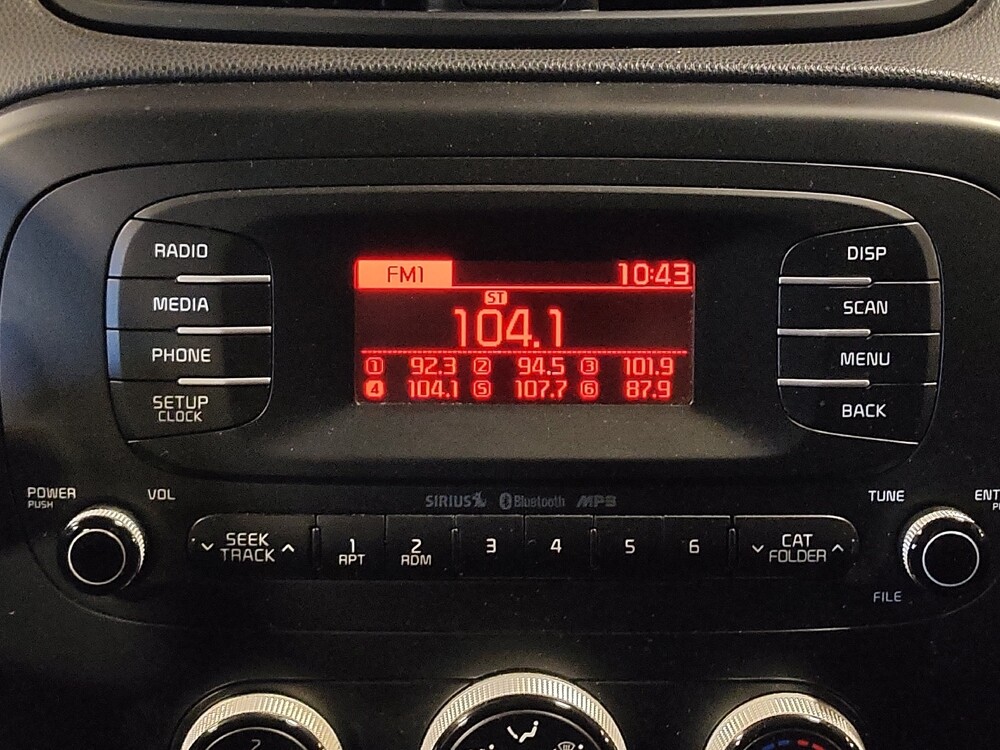 RADIO
MEDIA
PHONE
SETUP
CLOCK
FM1 10:43
ST
104.1
1 92.3 2 94.5 3 101.9
4 104.1 5 107.7 6 87.9
DISP
SCAN
MENU
BACK
POWER
PUSH
VOL
SIRIUS Bluetooth MP3
TUNE
SEEK
TRACK
1
RPT
2
RDM
3
4
5
6
CAT
FOLDER
FILE